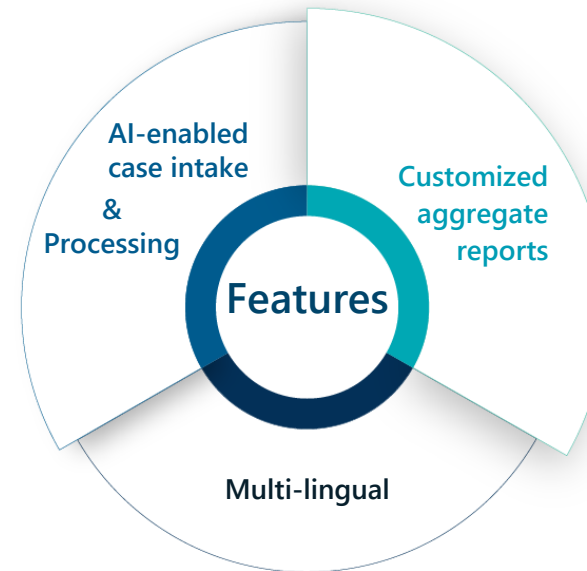 AI-enabled
case intake
&
Processing
Customized
aggregate
reports
Features
Multi-lingual